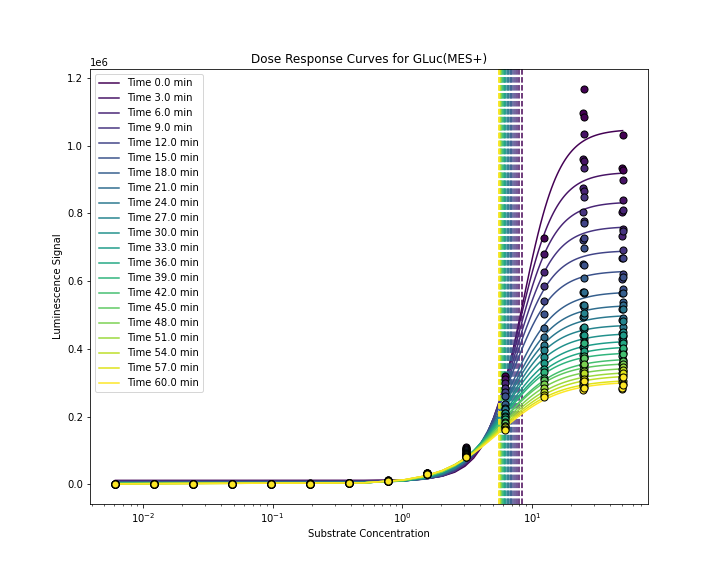 Dose Response Curves for GLuc(MES+)
1e6
1.2
1.0
0.8
0.6
0.4
0.2
0.0
Luminescence Signal
Time 0.0 min
Time 3.0 min
Time 6.0 min
Time 9.0 min
Time 12.0 min
Time 15.0 min
Time 18.0 min
Time 21.0 min
Time 24.0 min
Time 27.0 min
Time 30.0 min
Time 33.0 min
Time 36.0 min
Time 39.0 min
Time 42.0 min
Time 45.0 min
Time 48.0 min
Time 51.0 min
Time 54.0 min
Time 57.0 min
Time 60.0 min
10⁻² 10⁻¹ 10⁰ 10¹
Substrate Concentration